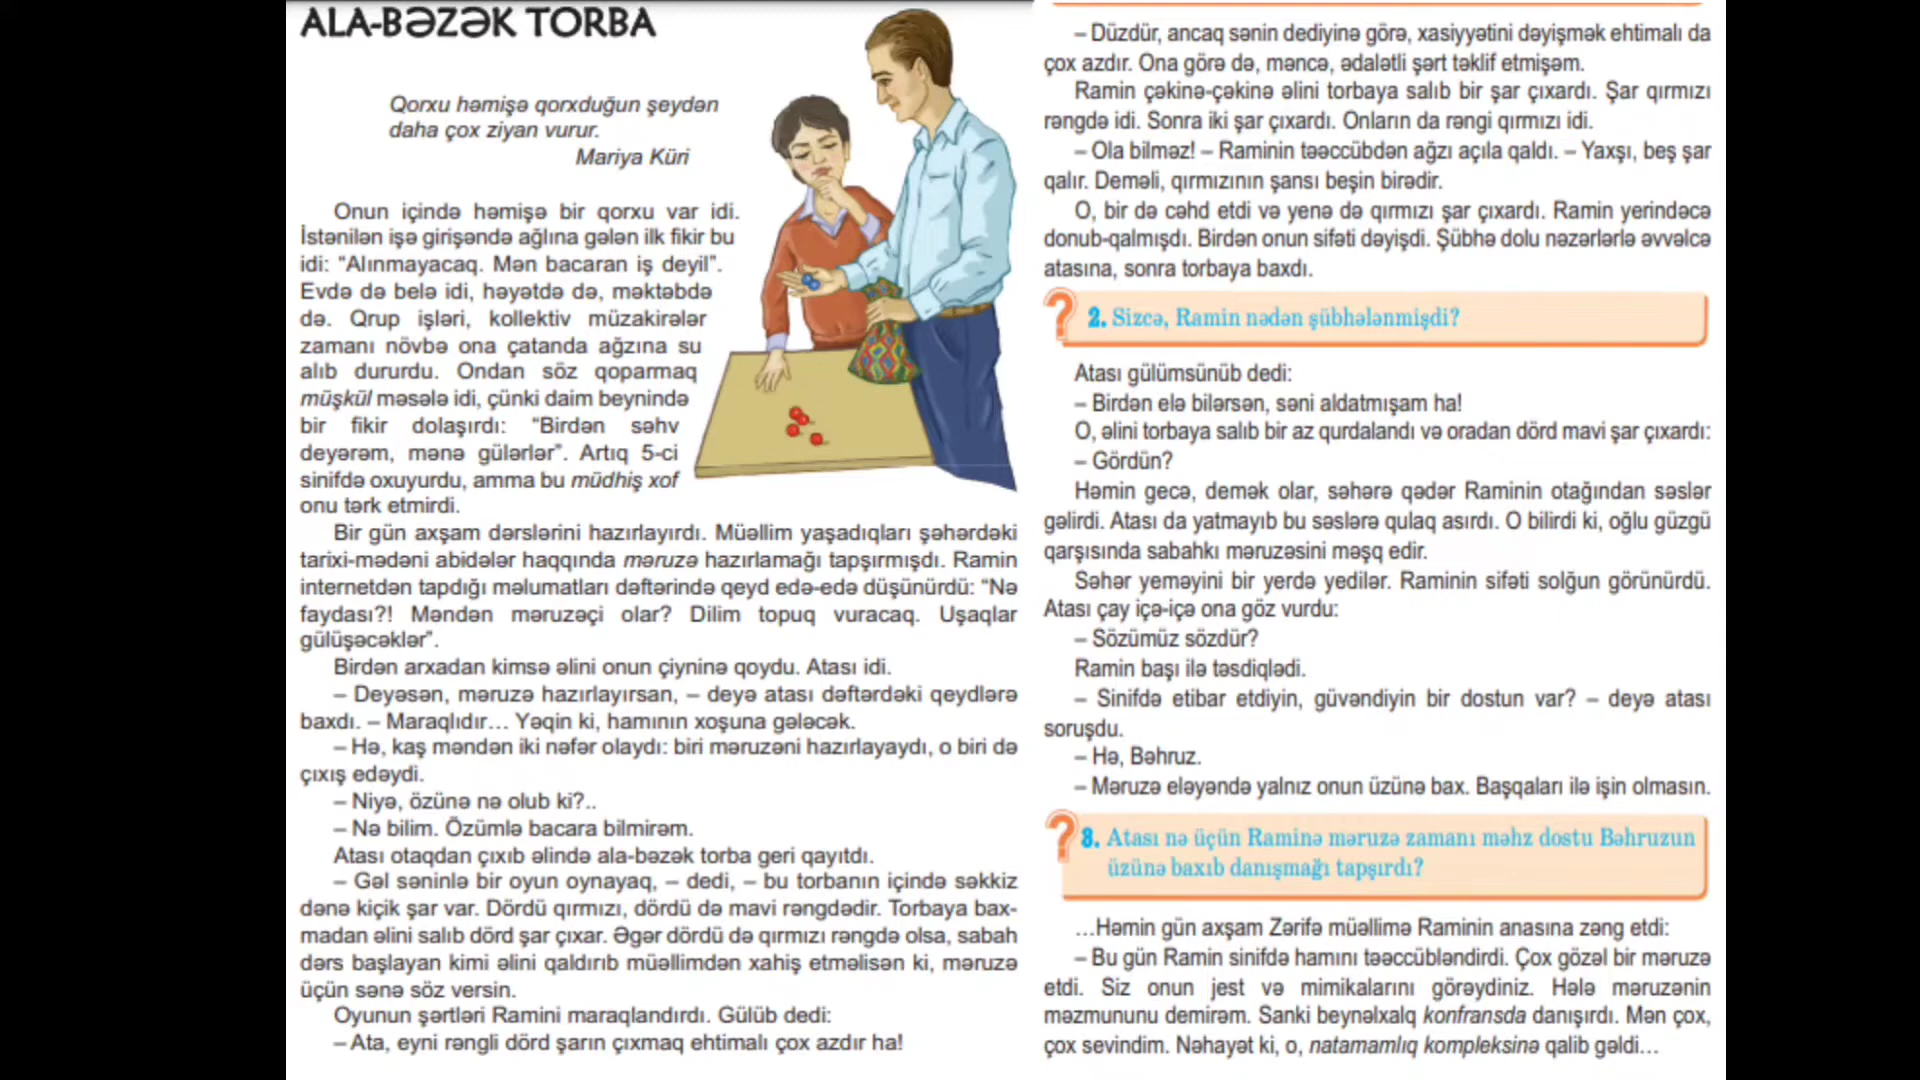 ALA-BƏZƏK TORBA
Qorxu həmişə qorxduğun şeydən
daha çox ziyan vurur.
Mariya Küri
Onun içində həmişə bir qorxu var idi.
İstənilən işə girişəndə ağlına gələn ilk fikir bu
idi: “Alınmayacaq. Mən bacaran iş deyil”.
Evdə də belə idi, həyətdə də, məktəbdə
də. Qrup işləri, kollektiv müzakirələr
zamanı növbə ona çatanda ağzına su
alıb dururdu. Ondan söz qoparmaq
müşkül məsələ idi, çünki daim beynində
bir fikir dolaşırdı: “Birdən səhv
deyərəm, mənə gülərlər”. Artıq 5-ci
sinifdə oxuyurdu, amma bu müdhiş xof
onu tərk etmirdi.
Bir gün axşam dərslərini hazırlayırdı. Müəllim yaşadıqları şəhərdəki
tarixi-mədəni abidələr haqqında məruzə hazırlamağı tapşırmışdı. Ramin
internetdən tapdığı məlumatları dəftərində qeyd edə-edə düşünürdü: “Nə
faydası?! Məndən məruzəçi olar? Dilim topuq vuracaq. Uşaqlar
gülüşəcəklər”.
Birdən arxadan kimsə əlini onun çiyninə qoydu. Atası idi.
– Deyəsən, məruzə hazırlayırsan, – deyə atası dəftərdəki qeydlərə
baxdı. – Maraqlıdır… Yəqin ki, hamının xoşuna gələcək.
– Hə, kaş məndən iki nəfər olaydı: biri məruzəni hazırlayaydı, o biri də
çıxış edəydi.
– Niyə, özünə nə olub ki?..
– Nə bilim. Özümlə bacara bilmirəm.
Atası otaqdan çıxıb əlində ala-bəzək torba geri qayıtdı.
– Gəl səninlə bir oyun oynayaq, – dedi, – bu torbanın içində səkkiz
dənə kiçik şar var. Dördü qırmızı, dördü də mavi rəngdədir. Torbaya bax-
madan əlini salıb dörd şar çıxar. Əgər dördü də qırmızı rəngdə olsa, sabah
dərs başlayan kimi əlini qaldırıb müəllimdən xahiş etməlisən ki, məruzə
üçün sənə söz versin.
Oyunun şərtləri Ramini maraqlandırdı. Gülüb dedi:
– Ata, eyni rəngli dörd şarın çıxmaq ehtimalı çox azdır ha!
– Düzdür, ancaq sənin dediyinə görə, xasiyyətini dəyişmək ehtimalı da
çox azdır. Ona görə də, məncə, ədalətli şərt təklif etmişəm.
Ramin çəkinə-çəkinə əlini torbaya salıb bir şar çıxardı. Şar qırmızı
rəngdə idi. Sonra iki şar çıxardı. Onların da rəngi qırmızı idi.
– Ola bilməz! – Raminin təəccübdən ağzı açıla qaldı. – Yaxşı, beş şar
qalır. Deməli, qırmızının şansı beşin birədir.
O, bir də cəhd etdi və yenə də qırmızı şar çıxardı. Ramin yerindəcə
donub-qalmışdı. Birdən onun sifəti dəyişdi. Şübhə dolu nəzərlərlə əvvəlcə
atasına, sonra torbaya baxdı.
? 2. Sizcə, Ramin nədən şübhələnmişdi?
Atası gülümsünüb dedi:
– Birdən elə bilərsən, səni aldatmışam ha!
O, əlini torbaya salıb bir az qurdalandı və oradan dörd mavi şar çıxardı:
– Gördün?
Həmin gecə, demək olar, səhərə qədər Raminin otağından səslər
gəlirdi. Atası da yatmayıb bu səslərə qulaq asırdı. O bilirdi ki, oğlu güzgü
qarşısında sabahkı məruzəsini məşq edir.
Səhər yeməyini bir yerdə yedilər. Raminin sifəti solğun görünürdü.
Atası çay içə-içə ona göz vurdu:
– Sözümüz sözdür?
Ramin başı ilə təsdiqlədi.
– Sinifdə etibar etdiyin, güvəndiyin bir dostun var? – deyə atası
soruşdu.
– Hə, Bəhruz.
– Məruzə eləyəndə yalnız onun üzünə bax. Başqaları ilə işin olmasın.
? 3. Atası nə üçün Raminə məruzə zamanı məhz dostu Bəhruzun
üzünə baxıb danışmağı tapşırdı?
…Həmin gün axşam Zərifə müəllimə Raminin anasına zəng etdi:
– Bu gün Ramin sinifdə hamını təəccübləndirdi. Çox gözəl bir məruzə
etdi. Siz onun jest və mimikalarını görəydiniz. Hələ məruzənin
məzmununu demirəm. Sanki beynəlxalq konfransda danışırdı. Mən çox,
çox sevindim. Nəhayət ki, o, natamamlıq kompleksinə qalib gəldi…